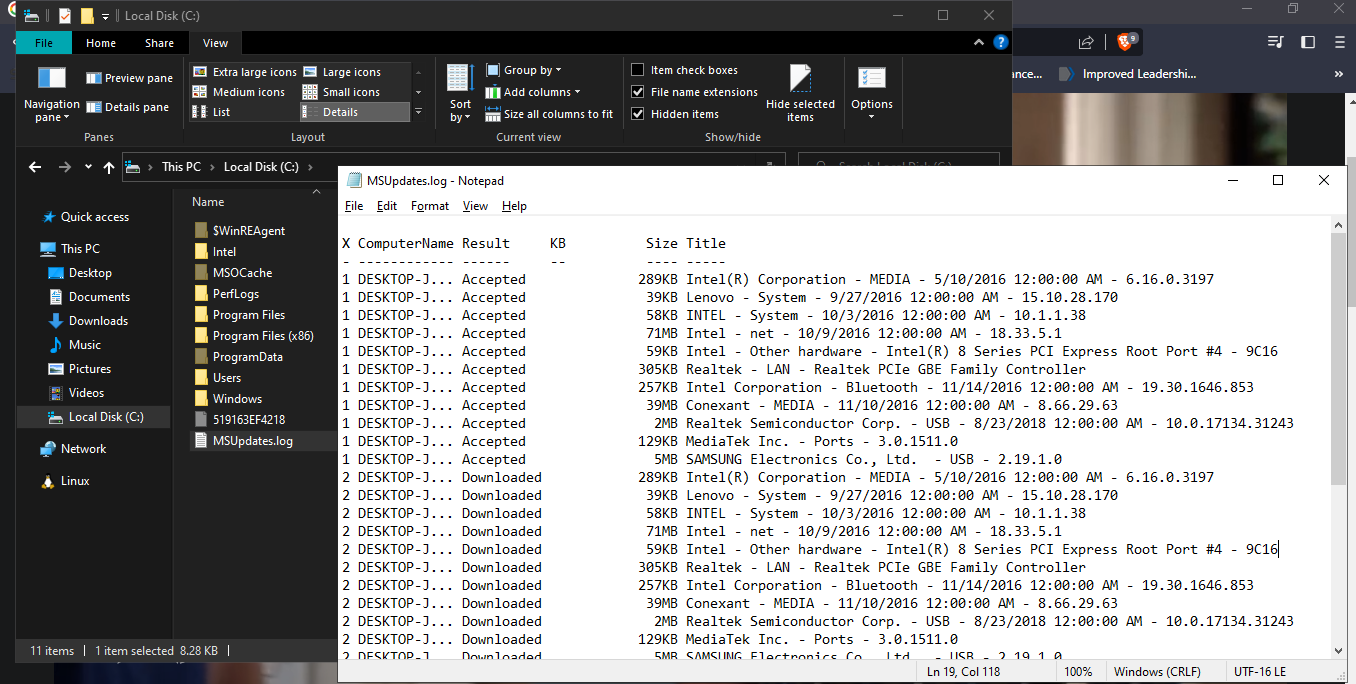 Local Disk (C:)
File Home Share View
ance... Improved Leadershi... »
Navigation pane
Preview pane
Details pane
Panes
Extra large icons Large icons
Medium icons Small icons
List Details
Layout
Sort by
Group by
Add columns
Size all columns to fit
Current view
Item check boxes
File name extensions
Hidden items
Hide selected items
Show/hide
Options
This PC > Local Disk (C:) >
Search Local Disk (C:)
Quick access
This PC
Desktop
Documents
Downloads
Music
Pictures
Videos
Local Disk (C:)
Network
Linux
Name
$WinREAgent
Intel
MSOCache
PerfLogs
Program Files
Program Files (x86)
ProgramData
Users
Windows
519163EF4218
MSUpdates.log
11 items 1 item selected 8.28 KB
MSUpdates.log - Notepad
File Edit Format View Help
X ComputerName Result KB Size Title
- ------------ ------ -- ---- -----
1 DESKTOP-J... Accepted 289KB Intel(R) Corporation - MEDIA - 5/10/2016 12:00:00 AM - 6.16.0.3197
1 DESKTOP-J... Accepted 39KB Lenovo - System - 9/27/2016 12:00:00 AM - 15.10.28.170
1 DESKTOP-J... Accepted 58KB INTEL - System - 10/3/2016 12:00:00 AM - 10.1.1.38
1 DESKTOP-J... Accepted 71MB Intel - net - 10/9/2016 12:00:00 AM - 18.33.5.1
1 DESKTOP-J... Accepted 59KB Intel - Other hardware - Intel(R) 8 Series PCI Express Root Port #4 - 9C16
1 DESKTOP-J... Accepted 305KB Realtek - LAN - Realtek PCIe GBE Family Controller
1 DESKTOP-J... Accepted 257KB Intel Corporation - Bluetooth - 11/14/2016 12:00:00 AM - 19.30.1646.853
1 DESKTOP-J... Accepted 39MB Conexant - MEDIA - 11/10/2016 12:00:00 AM - 8.66.29.63
1 DESKTOP-J... Accepted 2MB Realtek Semiconductor Corp. - USB - 8/23/2018 12:00:00 AM - 10.0.17134.31243
1 DESKTOP-J... Accepted 129KB MediaTek Inc. - Ports - 3.0.1511.0
1 DESKTOP-J... Accepted 5MB SAMSUNG Electronics Co., Ltd.  - USB - 2.19.1.0
2 DESKTOP-J... Downloaded 289KB Intel(R) Corporation - MEDIA - 5/10/2016 12:00:00 AM - 6.16.0.3197
2 DESKTOP-J... Downloaded 39KB Lenovo - System - 9/27/2016 12:00:00 AM - 15.10.28.170
2 DESKTOP-J... Downloaded 58KB INTEL - System - 10/3/2016 12:00:00 AM - 10.1.1.38
2 DESKTOP-J... Downloaded 71MB Intel - net - 10/9/2016 12:00:00 AM - 18.33.5.1
2 DESKTOP-J... Downloaded 59KB Intel - Other hardware - Intel(R) 8 Series PCI Express Root Port #4 - 9C16
2 DESKTOP-J... Downloaded 305KB Realtek - LAN - Realtek PCIe GBE Family Controller
2 DESKTOP-J... Downloaded 257KB Intel Corporation - Bluetooth - 11/14/2016 12:00:00 AM - 19.30.1646.853
2 DESKTOP-J... Downloaded 39MB Conexant - MEDIA - 11/10/2016 12:00:00 AM - 8.66.29.63
2 DESKTOP-J... Downloaded 2MB Realtek Semiconductor Corp. - USB - 8/23/2018 12:00:00 AM - 10.0.17134.31243
2 DESKTOP-J... Downloaded 129KB MediaTek Inc. - Ports - 3.0.1511.0
2 DESKTOP-J... Downloaded 5MB SAMSUNG Electronics Co., Ltd.  - USB - 2.19.1.0
Ln 19, Col 118 100% Windows (CRLF) UTF-16 LE